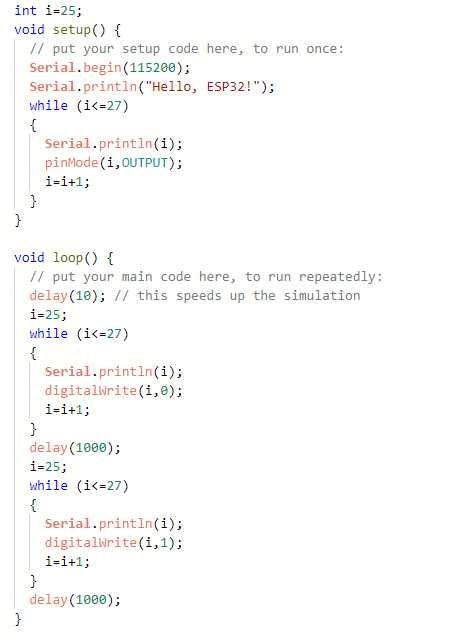 int i=25;
void setup() {
  // put your setup code here, to run once:
  Serial.begin(115200);
  Serial.println("Hello, ESP32!");
  while (i<=27)
  {
    Serial.println(i);
    pinMode(i,OUTPUT);
    i=i+1;
  }
}

void loop() {
  // put your main code here, to run repeatedly:
  delay(10); // this speeds up the simulation
  i=25;
  while (i<=27)
  {
    Serial.println(i);
    digitalWrite(i,0);
    i=i+1;
  }
  delay(1000);
  i=25;
  while (i<=27)
  {
    Serial.println(i);
    digitalWrite(i,1);
    i=i+1;
  }
  delay(1000);
}